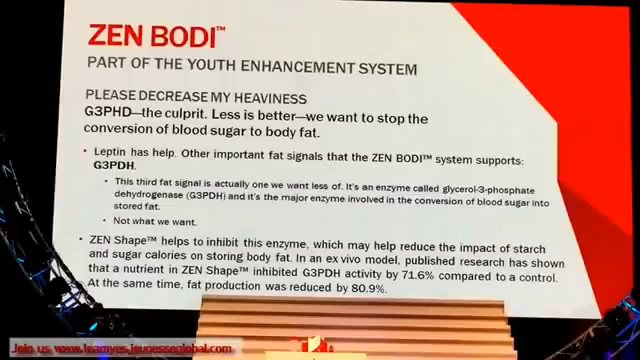 ZEN BODI™
PART OF THE YOUTH ENHANCEMENT SYSTEM
PLEASE DECREASE MY HEAVINESS
G3PHD—the culprit. Less is better—we want to stop the
conversion of blood sugar to body fat.
• Leptin has help. Other important fat signals that the ZEN BODI™ system supports:
G3PDH.
• This third fat signal is actually one we want less of. It's an enzyme called glycerol-3-phosphate
dehydrogenase (G3PDH) and it's the major enzyme involved in the conversion of blood sugar into
stored fat.
• Not what we want.
• ZEN Shape™ helps to inhibit this enzyme, which may help reduce the impact of starch
and sugar calories on storing body fat. In an ex vivo model, published research has shown
that a nutrient in ZEN Shape™ inhibited G3PDH activity by 71.6% compared to a control.
At the same time, fat production was reduced by 80.9%.
Join us www.teamyes.jeunesseglobal.com